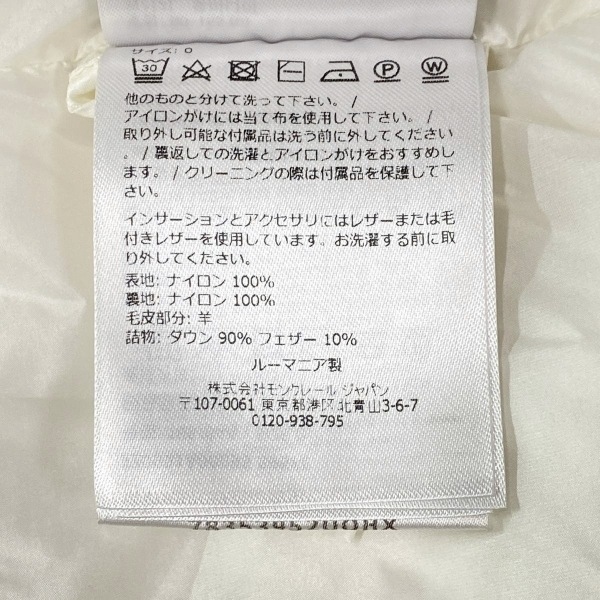 サイズ: 0
30 P W
他のものと分けて洗って下さい。/
アイロンがけには当て布を使用して下さい。/
取り外し可能な付属品は洗う前に外してください
。/ 裏返しての洗濯とアイロンがけをおすすめし
ます。/ クリーニングの際は付属品を保護して下さ
い。
インサーションとアクセサリにはレザーまたは毛
付きレザーを使用しています。お洗濯する前に取
り外してください。
表地: ナイロン 100%
裏地: ナイロン 100%
毛皮部分: 羊
詰物: ダウン 90% フェザー 10%
ルーマニア製
株式会社モンクレール ジャパン
〒107-0061 東京都港区北青山3-6-7
0120-938-795